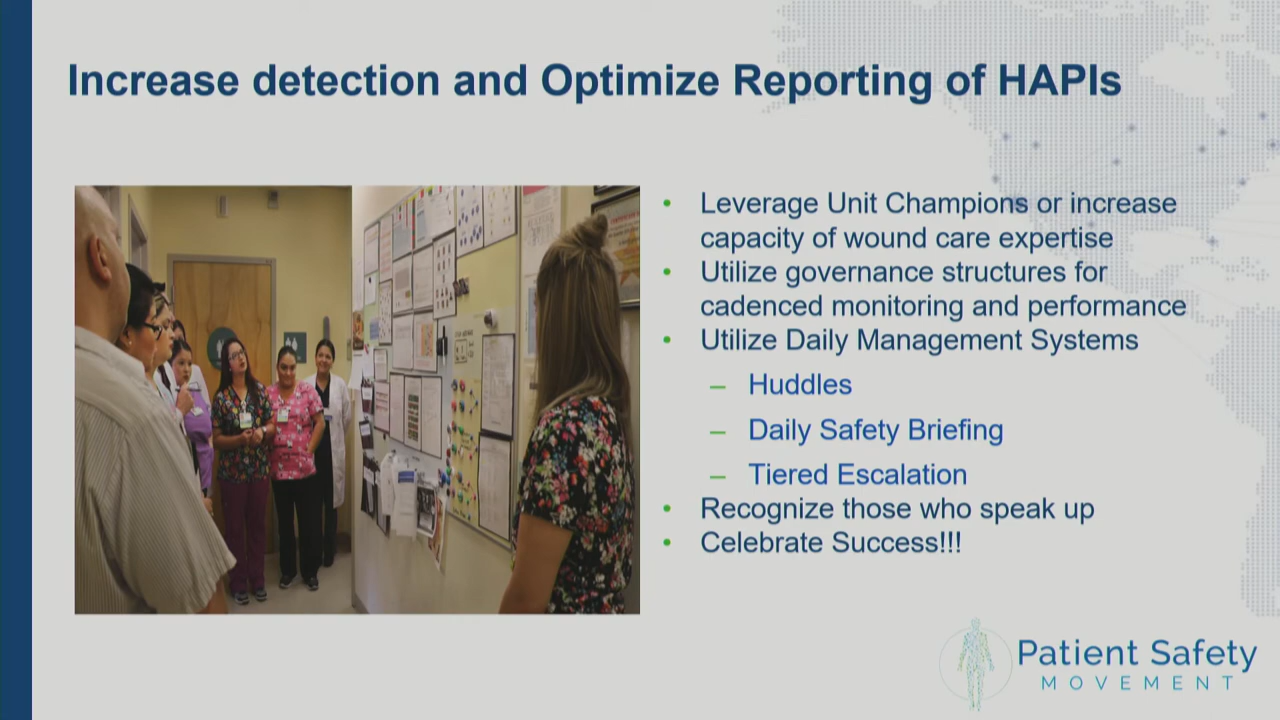 Increase detection and Optimize Reporting of HAPIs
• Leverage Unit Champions or increase
capacity of wound care expertise
• Utilize governance structures for
cadenced monitoring and performance
• Utilize Daily Management Systems
– Huddles
– Daily Safety Briefing
– Tiered Escalation
• Recognize those who speak up
• Celebrate Success!!!
Patient Safety
MOVEMENT